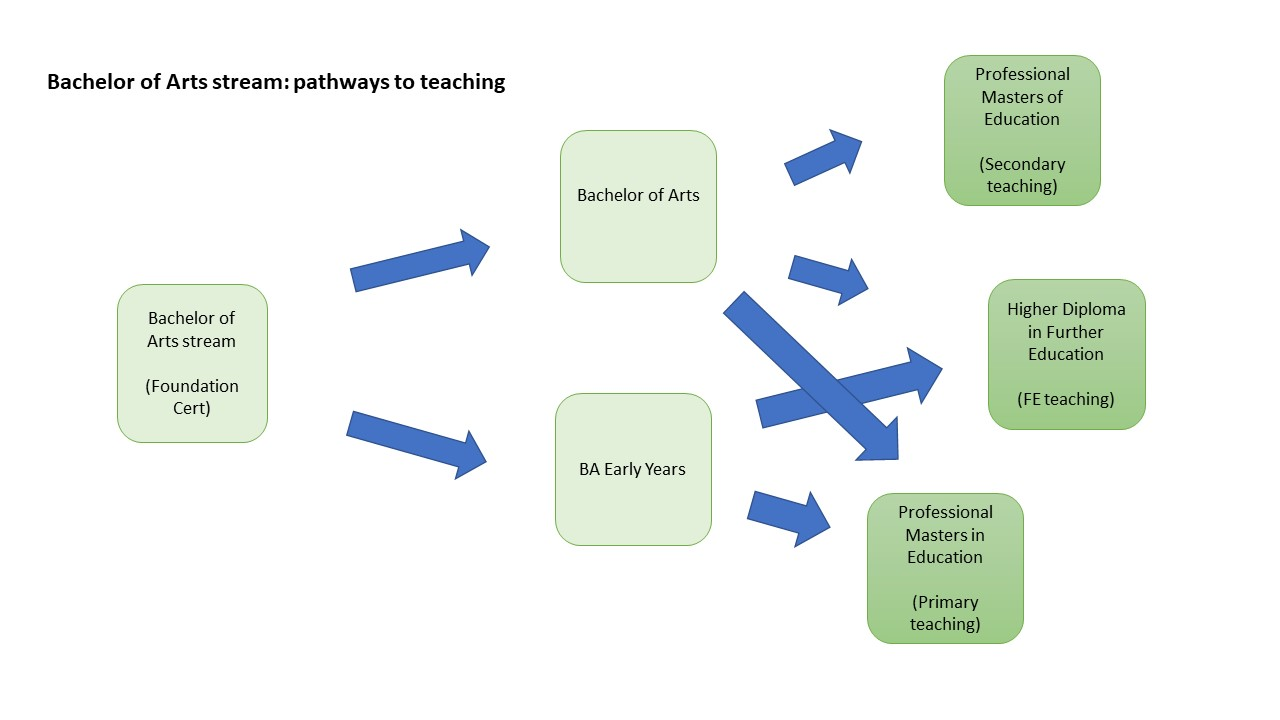 Bachelor of Arts stream: pathways to teaching
Bachelor of
Arts stream
(Foundation
Cert)
Bachelor of Arts
BA Early Years
Professional
Masters of
Education
(Secondary
teaching)
Higher Diploma
in Further
Education
(FE teaching)
Professional
Masters in
Education
(Primary
teaching)